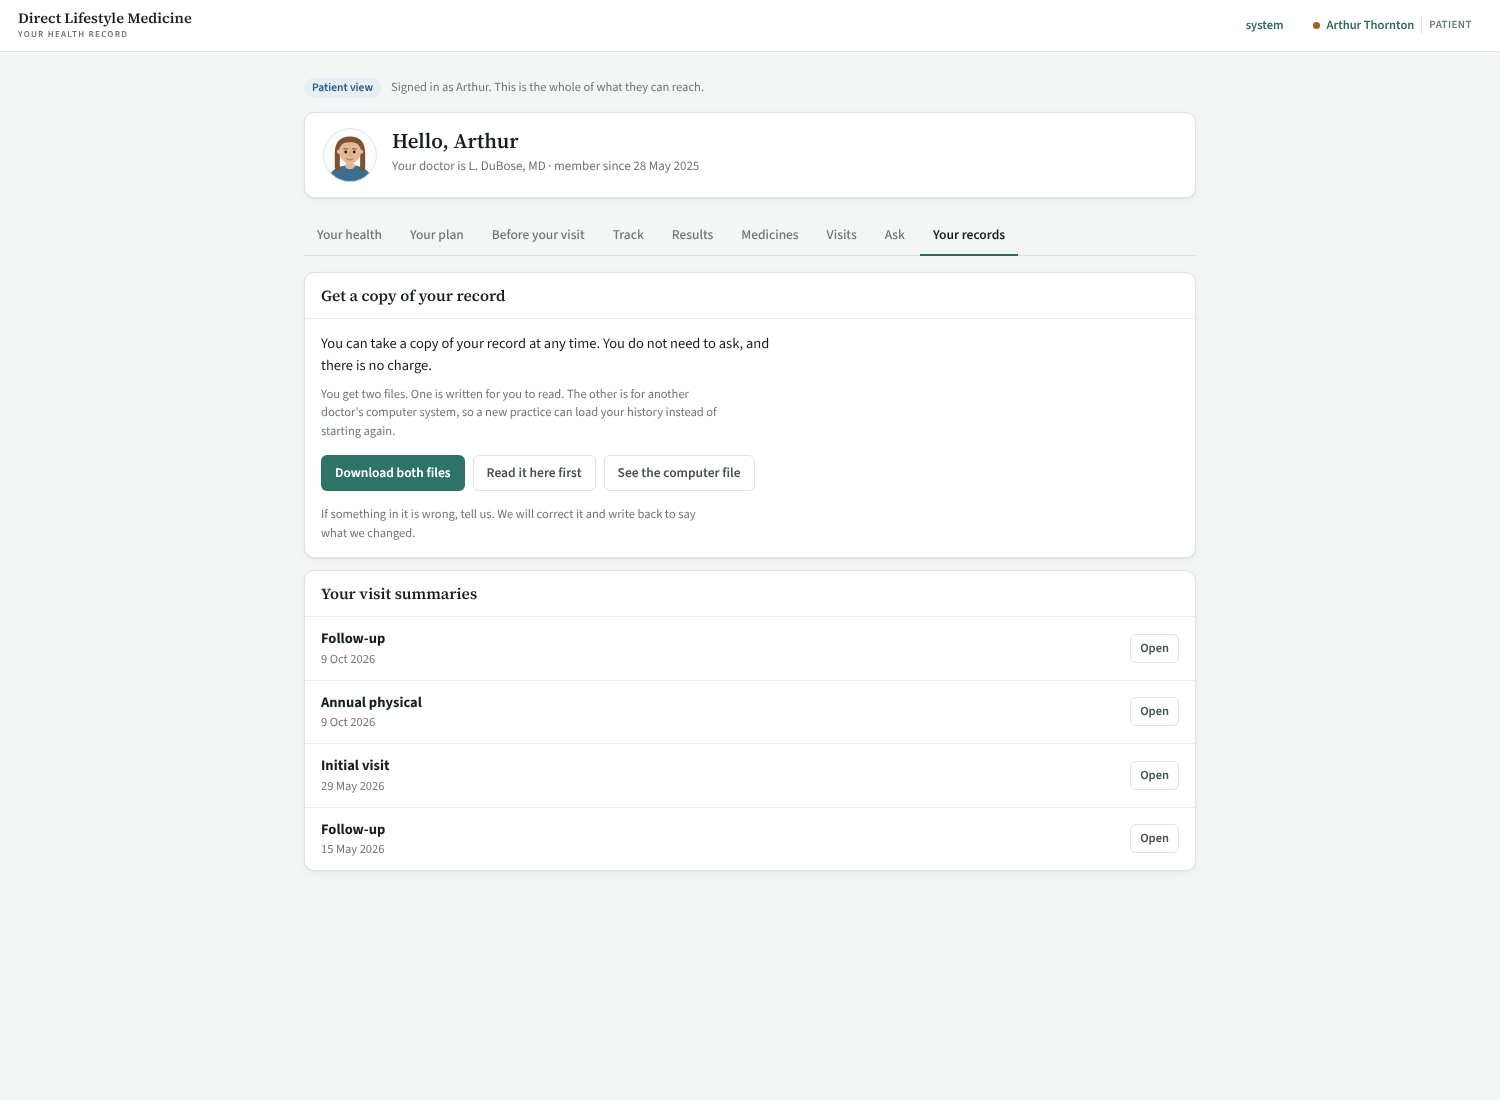 Direct Lifestyle Medicine
YOUR HEALTH RECORD
system
Arthur Thornton
PATIENT
Patient view
Signed in as Arthur. This is the whole of what they can reach.
Hello, Arthur
Your doctor is L. DuBose, MD · member since 28 May 2025
Your health
Your plan
Before your visit
Track
Results
Medicines
Visits
Ask
Your records
Get a copy of your record
You can take a copy of your record at any time. You do not need to ask, and
there is no charge.
You get two files. One is written for you to read. The other is for another
doctor's computer system, so a new practice can load your history instead of
starting again.
Download both files
Read it here first
See the computer file
If something in it is wrong, tell us. We will correct it and write back to say
what we changed.
Your visit summaries
Follow-up
9 Oct 2026
Open
Annual physical
9 Oct 2026
Open
Initial visit
29 May 2026
Open
Follow-up
15 May 2026
Open